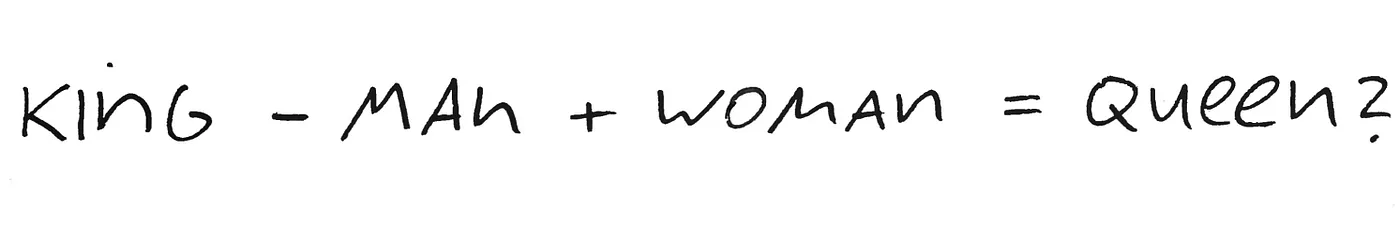 KinG - MAn + WOMAn = Queen?